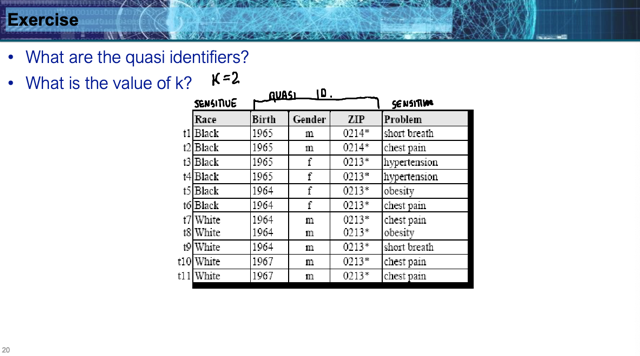 Exercise
• What are the quasi identifiers?
• What is the value of k? K=2
QUASI ID.
SENSITIVE SENSITIVE
Race Birth Gender ZIP Problem
t1 Black 1965 m 0214* short breath
t2 Black 1965 m 0214* chest pain
t3 Black 1965 f 0213* hypertension
t4 Black 1965 f 0213* hypertension
t5 Black 1964 f 0213* obesity
t6 Black 1964 f 0213* chest pain
t7 White 1964 m 0213* chest pain
t8 White 1964 m 0213* obesity
t9 White 1964 m 0213* short breath
t10 White 1967 m 0213* chest pain
t11 White 1967 m 0213* chest pain
20